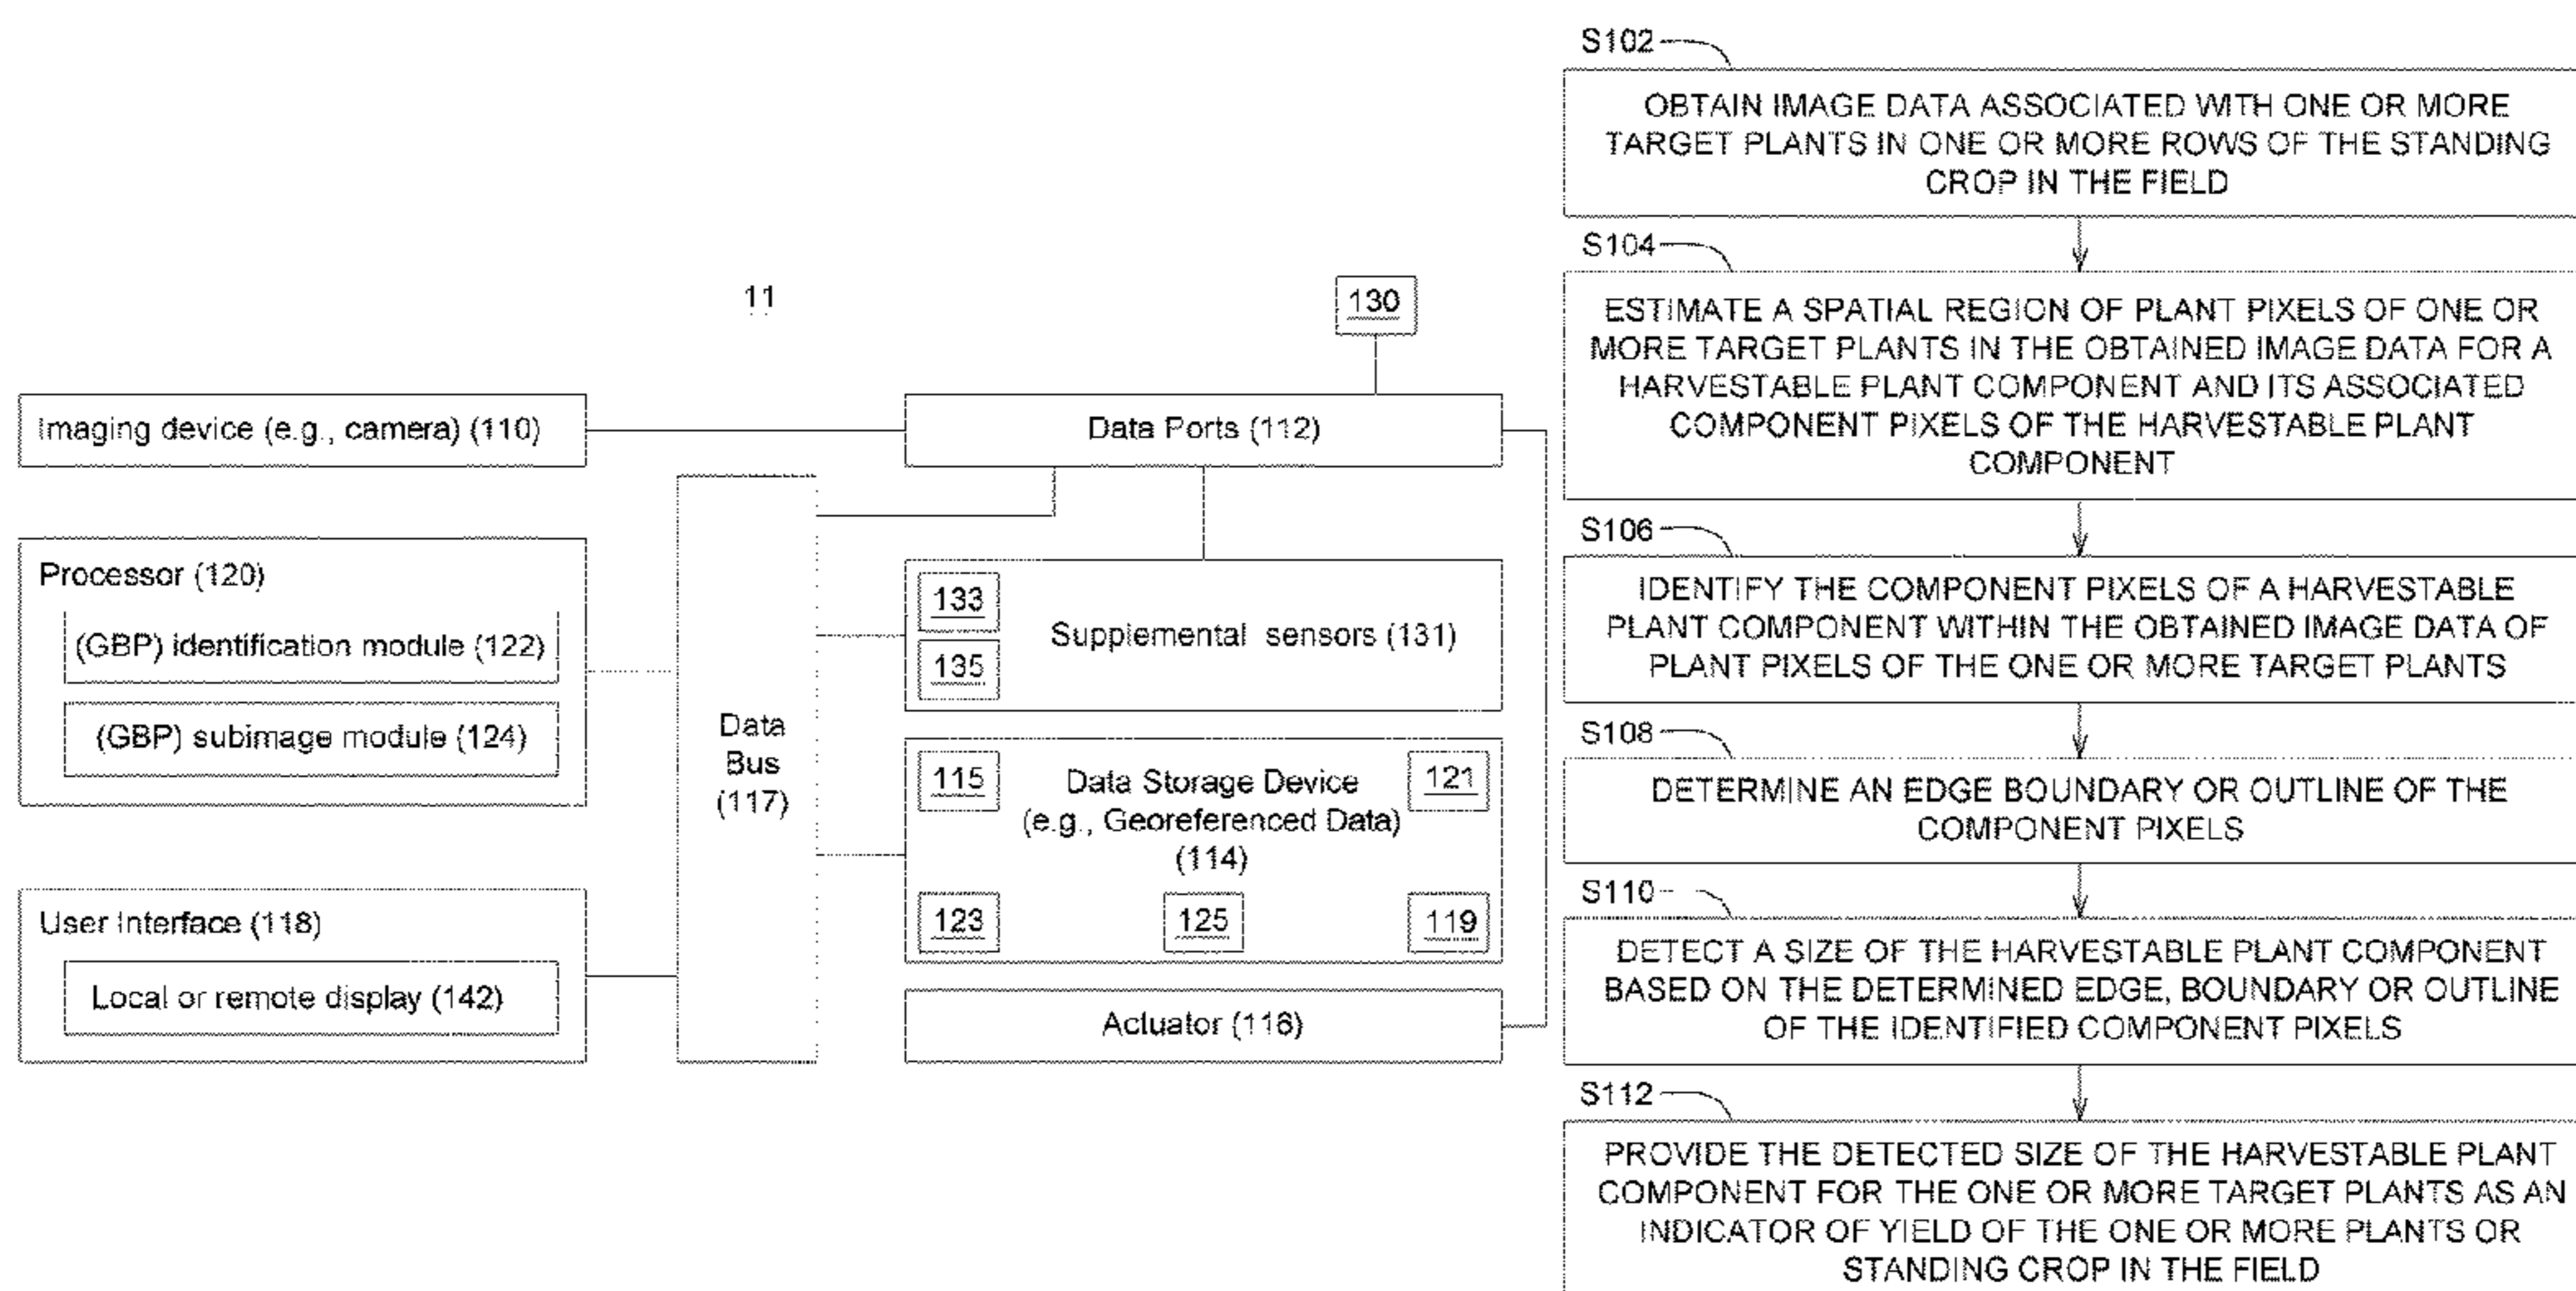 11
130
Imaging device (e.g., camera) (110)
Data Ports (112)
Processor (120)
(GBP) identification module (122)
(GBP) subimage module (124)
User Interface (118)
Local or remote display (142)
Data
Bus
(117)
133
135
Supplemental sensors (131)
115
Data Storage Device
(e.g., Georeferenced Data)
(114)
121
123
125
119
Actuator (116)
S102
OBTAIN IMAGE DATA ASSOCIATED WITH ONE OR MORE
TARGET PLANTS IN ONE OR MORE ROWS OF THE STANDING
CROP IN THE FIELD
S104
ESTIMATE A SPATIAL REGION OF PLANT PIXELS OF ONE OR
MORE TARGET PLANTS IN THE OBTAINED IMAGE DATA FOR A
HARVESTABLE PLANT COMPONENT AND ITS ASSOCIATED
COMPONENT PIXELS OF THE HARVESTABLE PLANT
COMPONENT
S106
IDENTIFY THE COMPONENT PIXELS OF A HARVESTABLE
PLANT COMPONENT WITHIN THE OBTAINED IMAGE DATA OF
PLANT PIXELS OF THE ONE OR MORE TARGET PLANTS
S108
DETERMINE AN EDGE BOUNDARY OR OUTLINE OF THE
COMPONENT PIXELS
S110
DETECT A SIZE OF THE HARVESTABLE PLANT COMPONENT
BASED ON THE DETERMINED EDGE, BOUNDARY OR OUTLINE
OF THE IDENTIFIED COMPONENT PIXELS
S112
PROVIDE THE DETECTED SIZE OF THE HARVESTABLE PLANT
COMPONENT FOR THE ONE OR MORE TARGET PLANTS AS AN
INDICATOR OF YIELD OF THE ONE OR MORE PLANTS OR
STANDING CROP IN THE FIELD